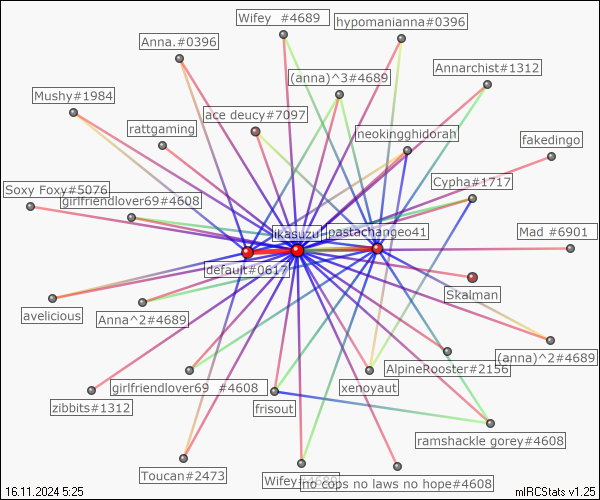 Wifey  #4689
hypomanianna#0396
Anna.#0396
Annarchist#1312
(anna)^3#4689
Mushy#1984
ace deucy#7097
rattgaming
neokingghidorah
fakedingo
Cypha#1717
Soxy Foxy#5076
girlfriendlover69#4608
Mad #6901
ikasuzu
pastachangeo41
default#0617
Skalman
avelicious
Anna^2#4689
(anna)^2#4689
AlpineRooster#2156
girlfriendlover69  #4608
xenoyaut
zibbits#1312
frisout
ramshackle gorey#4608
Toucan#2473
Wifey#4689
no cops no laws no hope#4608
16.11.2024 5:25
mIRCStats v1.25